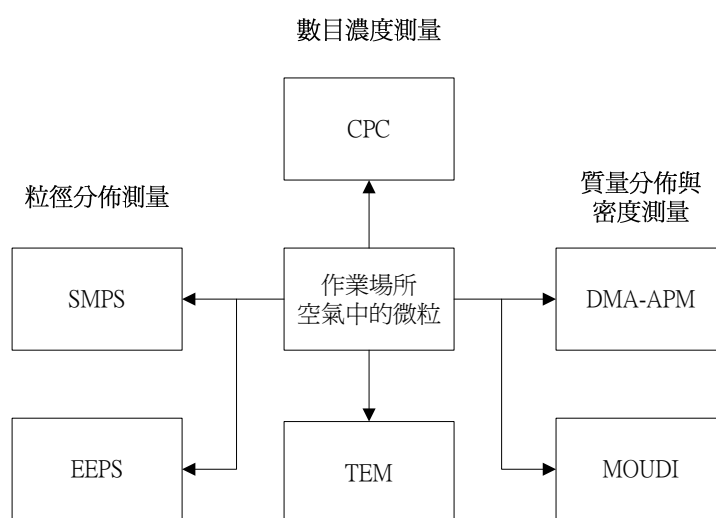 數目濃度測量
CPC
粒徑分佈測量
質量分佈與
密度測量
SMPS
作業場所
空氣中的微粒
DMA-APM
EEPS
TEM
MOUDI